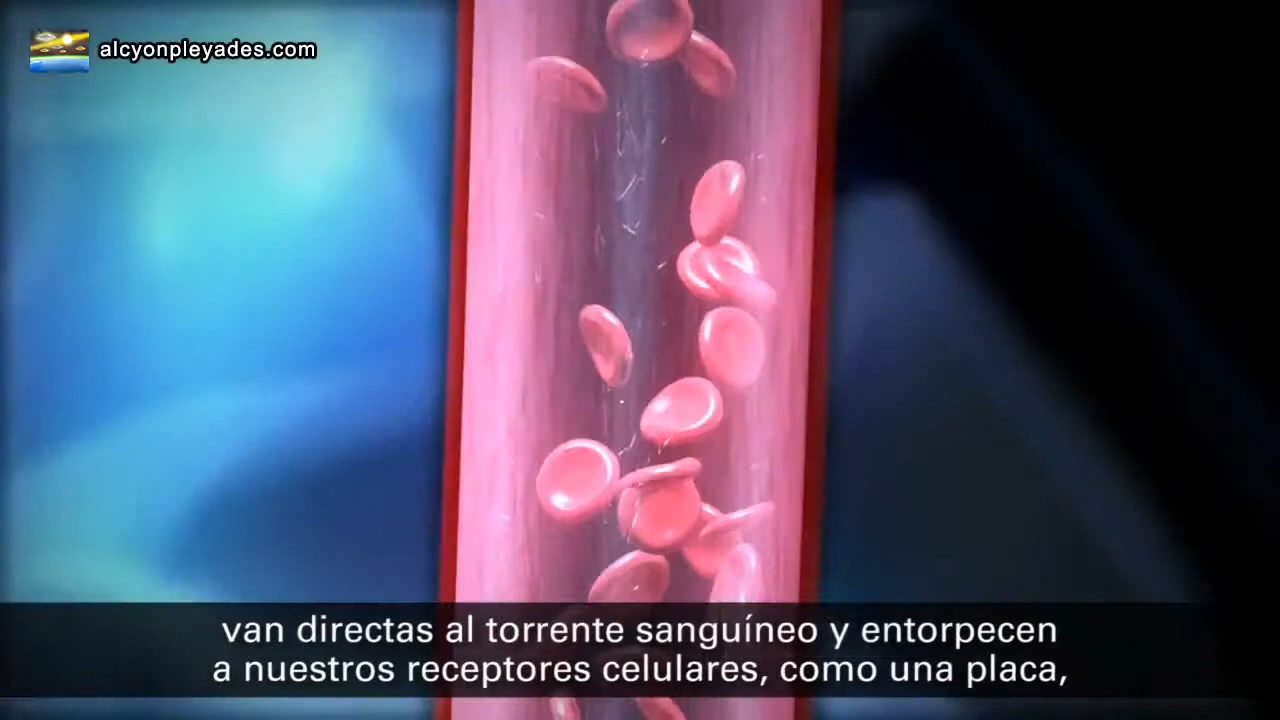 alcyonpleyades.com
van directas al torrente sanguíneo y entorpecen
a nuestros receptores celulares, como una placa,